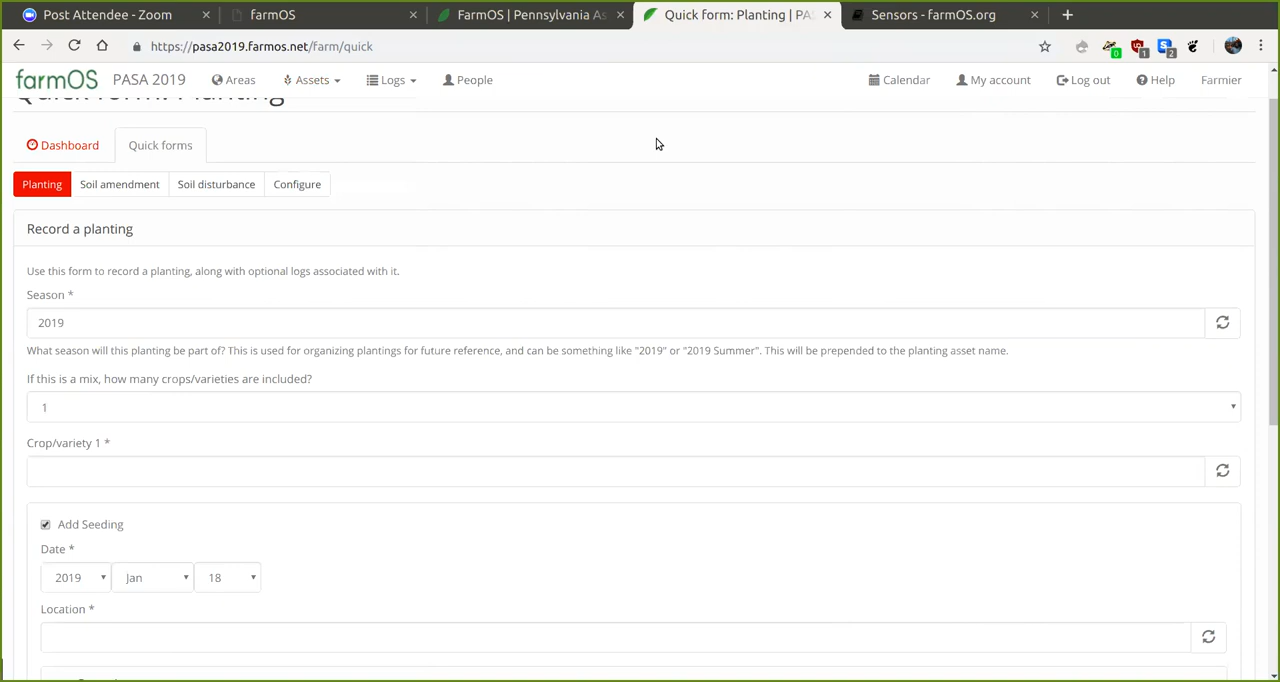 Post Attendee - Zoom
farmOS
FarmOS | Pennsylvania As
Quick form: Planting | PA
Sensors - farmOS.org
https://pasa2019.farmos.net/farm/quick
0
1
2
farmOS
PASA 2019
Areas
Assets
Logs
People
Calendar
My account
Log out
Help
Farmier
Quick form: Planting
Dashboard
Quick forms
Planting
Soil amendment
Soil disturbance
Configure
Record a planting
Use this form to record a planting, along with optional logs associated with it.
Season *
2019
What season will this planting be part of? This is used for organizing plantings for future reference, and can be something like "2019" or "2019 Summer". This will be prepended to the planting asset name.
If this is a mix, how many crops/varieties are included?
1
Crop/variety 1 *
Add Seeding
Date *
2019
Jan
18
Location *